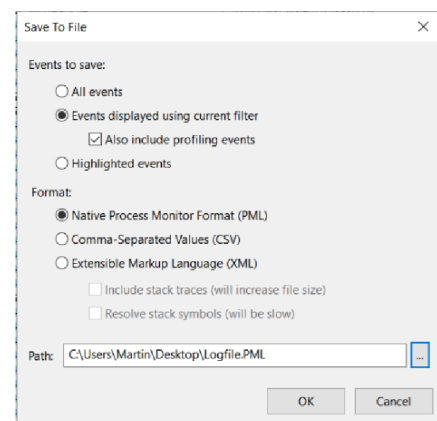 Save To File
Events to save:
All events
Events displayed using current filter
Also include profiling events
Highlighted events
Format:
Native Process Monitor Format (PML)
Comma-Separated Values (CSV)
Extensible Markup Language (XML)
Include stack traces (will increase file size)
Resolve stack symbols (will be slow)
Path: C:\Users\Martin\Desktop\Logfile.PML ...
OK Cancel